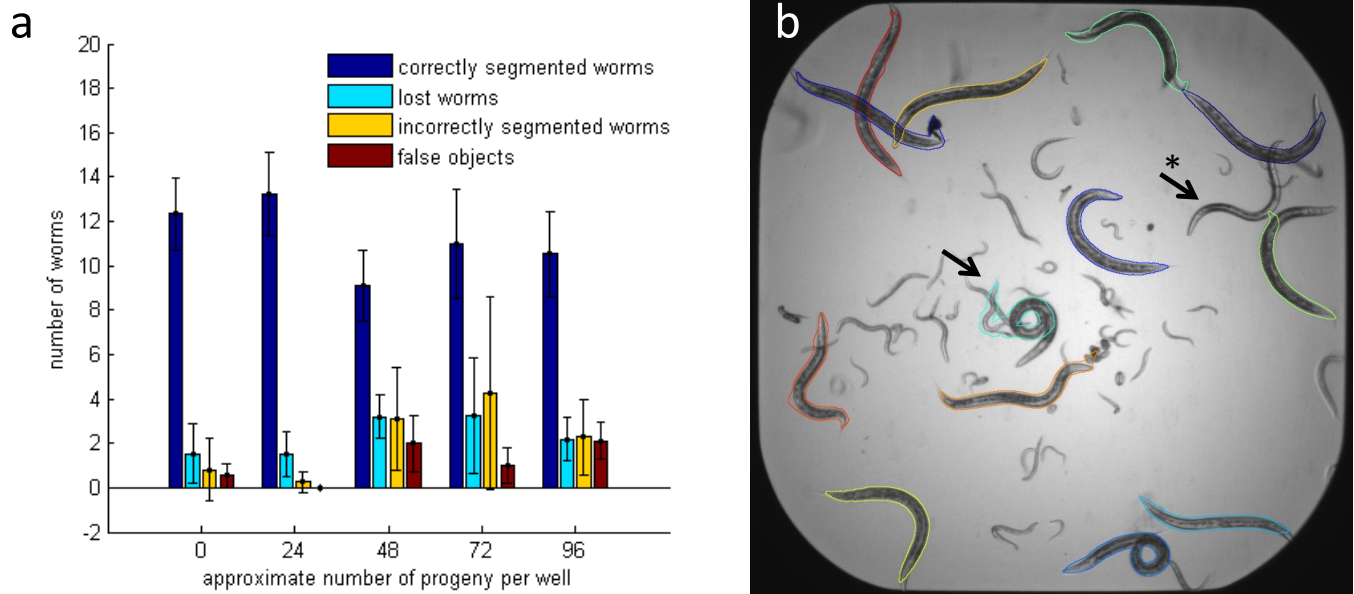 a
20
18
16
14
12
10
8
6
4
2
0
-2
number of worms
correctly segmented worms
lost worms
incorrectly segmented worms
false objects
0 24 48 72 96
approximate number of progeny per well
b
*